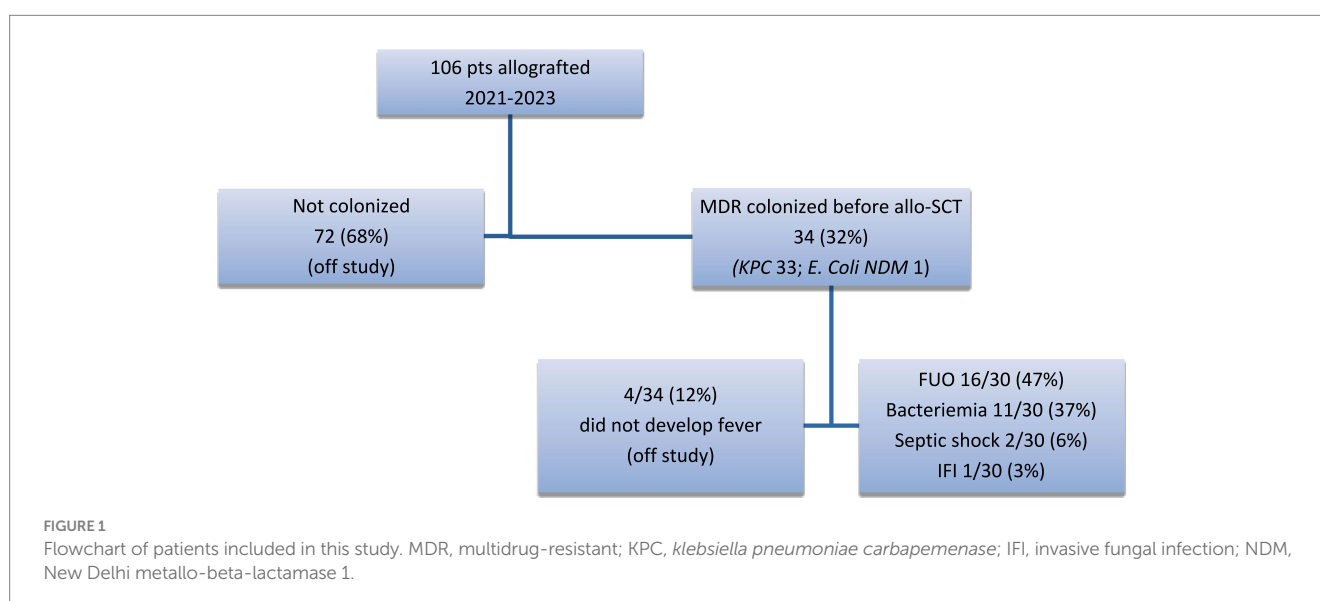 106 pts allografted
2021-2023
Not colonized
72 (68%)
(off study)
MDR colonized before allo-SCT
34 (32%)
(KPC 33; E. Coli NDM 1)
4/34 (12%)
did not develop fever
(off study)
FUO 16/30 (47%)
Bacteriemia 11/30 (37%)
Septic shock 2/30 (6%)
IFI 1/30 (3%)
FIGURE 1
Flowchart of patients included in this study. MDR, multidrug-resistant; KPC, klebsiella pneumoniae carbapemenase; IFI, invasive fungal infection; NDM,
New Delhi metallo-beta-lactamase 1.